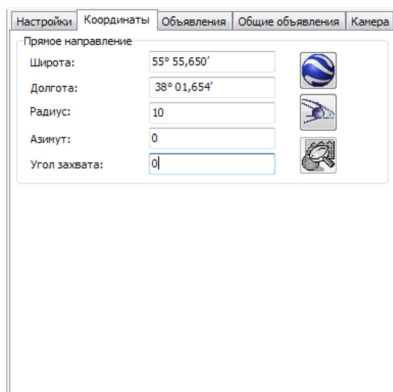 Настройки Координаты Объявления Общие объявления Камера
Прямое направление
Широта: 55° 55,650′
Долгота: 38° 01,654′
Радиус: 10
Азимут: 0
Угол захвата: 0